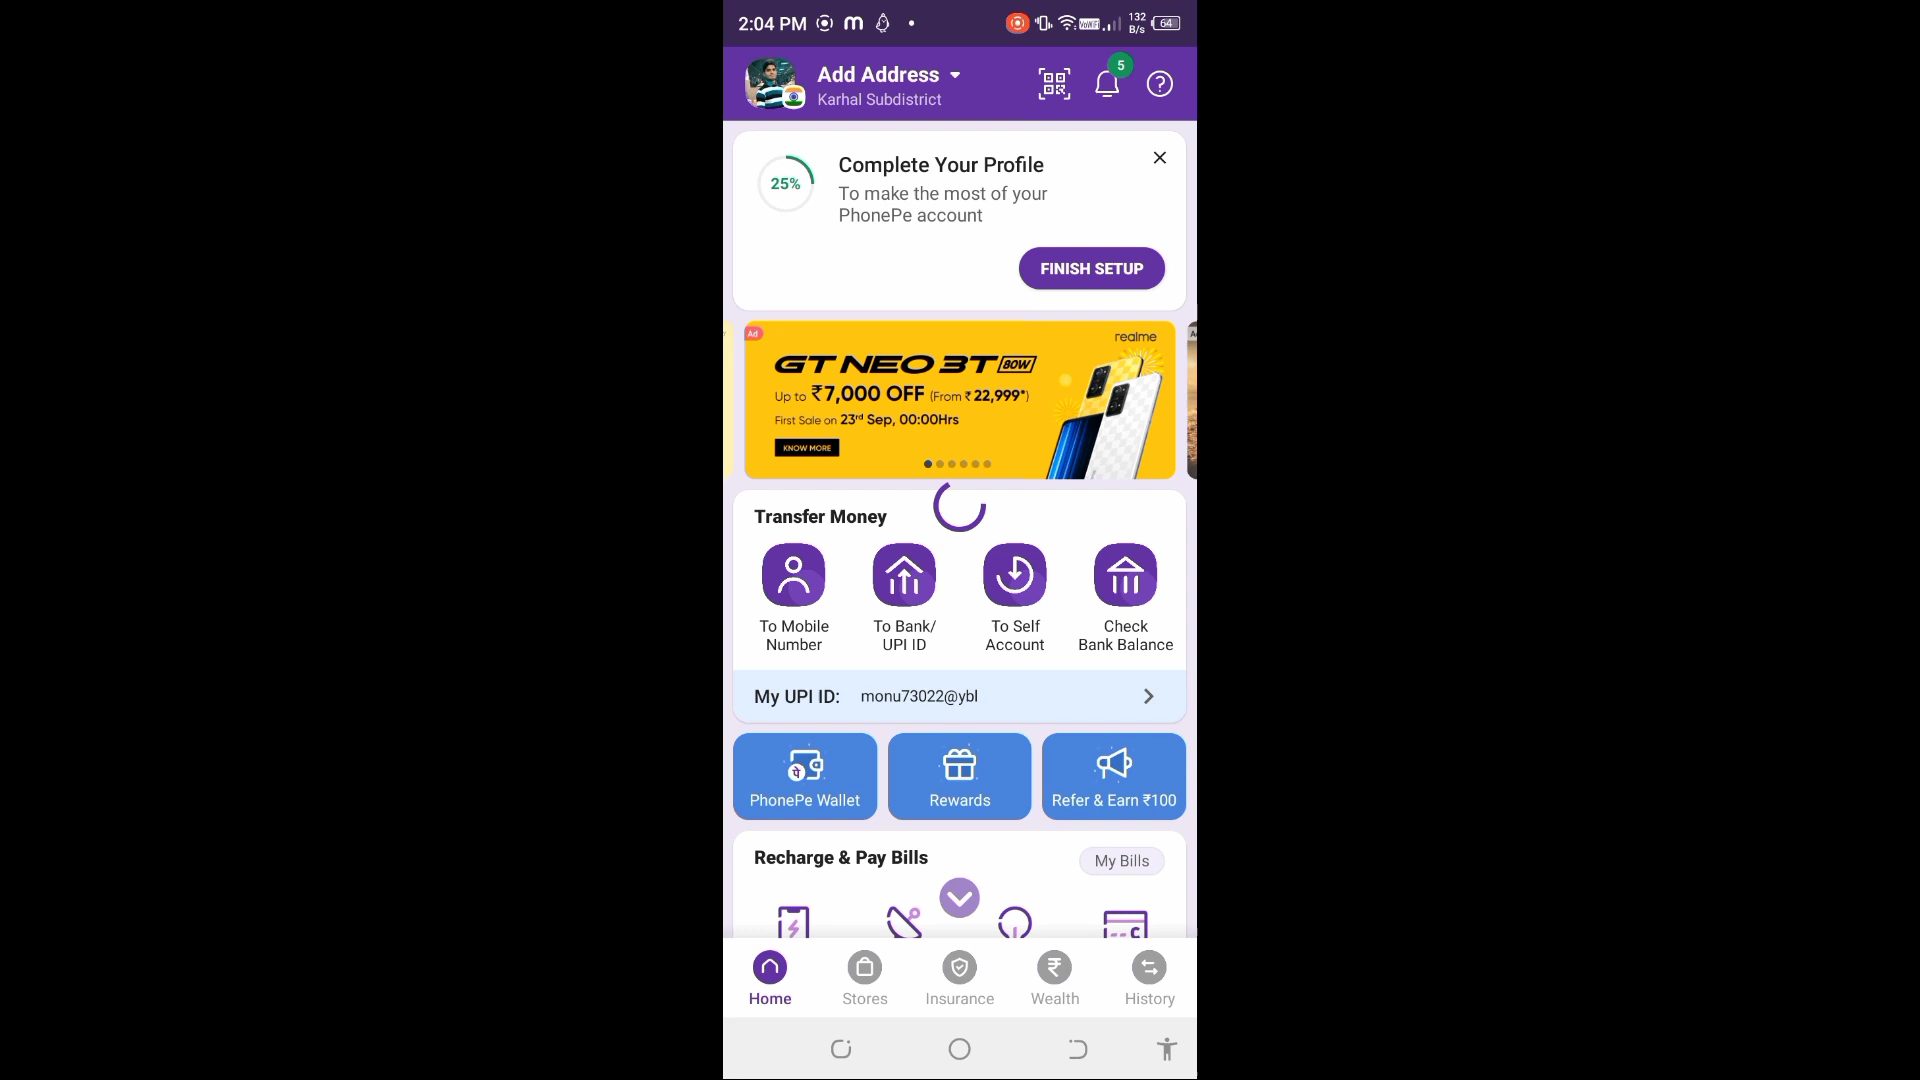 2:04 PM
VoWiFi
132
B/s
64
Add Address
Karhal Subdistrict
5
25%
Complete Your Profile
To make the most of your
PhonePe account
FINISH SETUP
Ad
realme
GT NEO 3T 80W
Up to ₹7,000 OFF (From ₹ 22,999*)
First Sale on 23rd Sep, 00:00Hrs
KNOW MORE
Transfer Money
To Mobile
Number
To Bank/
UPI ID
To Self
Account
Check
Bank Balance
My UPI ID: monu73022@ybl
पे
PhonePe Wallet
Rewards
Refer & Earn ₹100
Recharge & Pay Bills
My Bills
Home
Stores
Insurance
Wealth
History